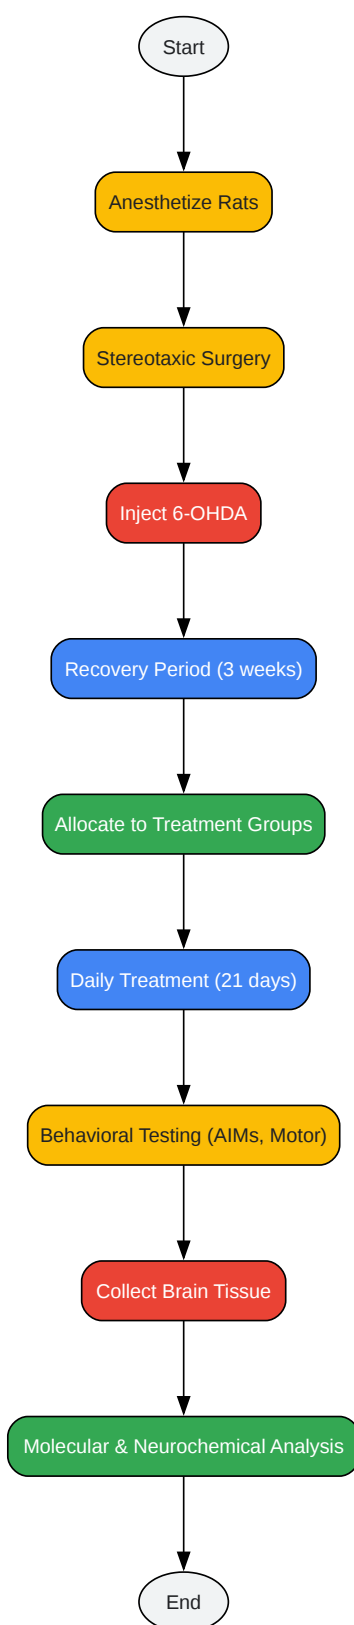 Start
Anesthetize Rats
Stereotaxic Surgery
Inject 6-OHDA
Recovery Period (3 weeks)
Allocate to Treatment Groups
Daily Treatment (21 days)
Behavioral Testing (AIMs, Motor)
Collect Brain Tissue
Molecular & Neurochemical Analysis
End